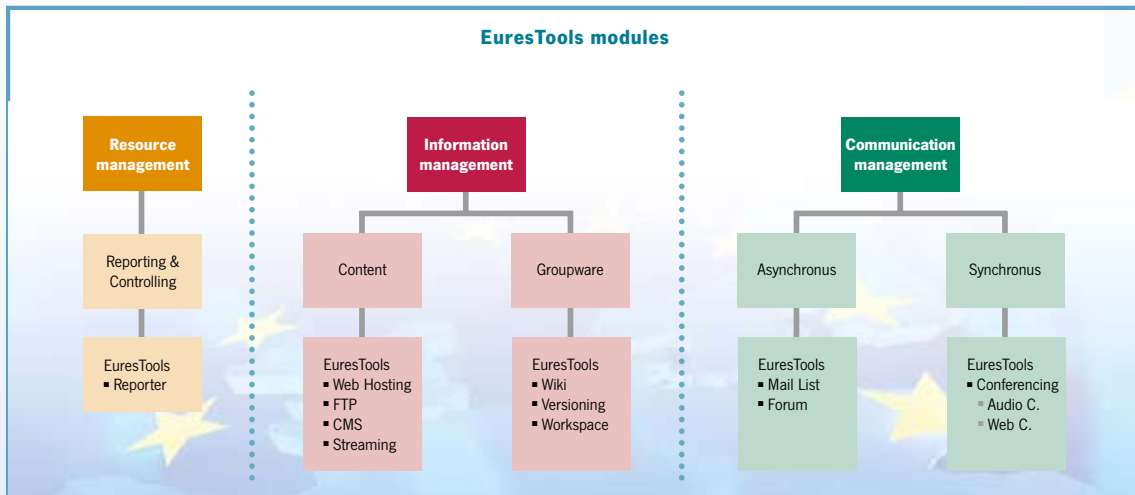 EuresTools modules
Resource
management
Reporting &
Controlling
EuresTools
▪ Reporter
Information
management
Content
EuresTools
▪ Web Hosting
▪ FTP
▪ CMS
▪ Streaming
Groupware
EuresTools
▪ Wiki
▪ Versioning
▪ Workspace
Communication
management
Asynchronus
EuresTools
▪ Mail List
▪ Forum
Synchronus
EuresTools
▪ Conferencing
▪ Audio C.
▪ Web C.